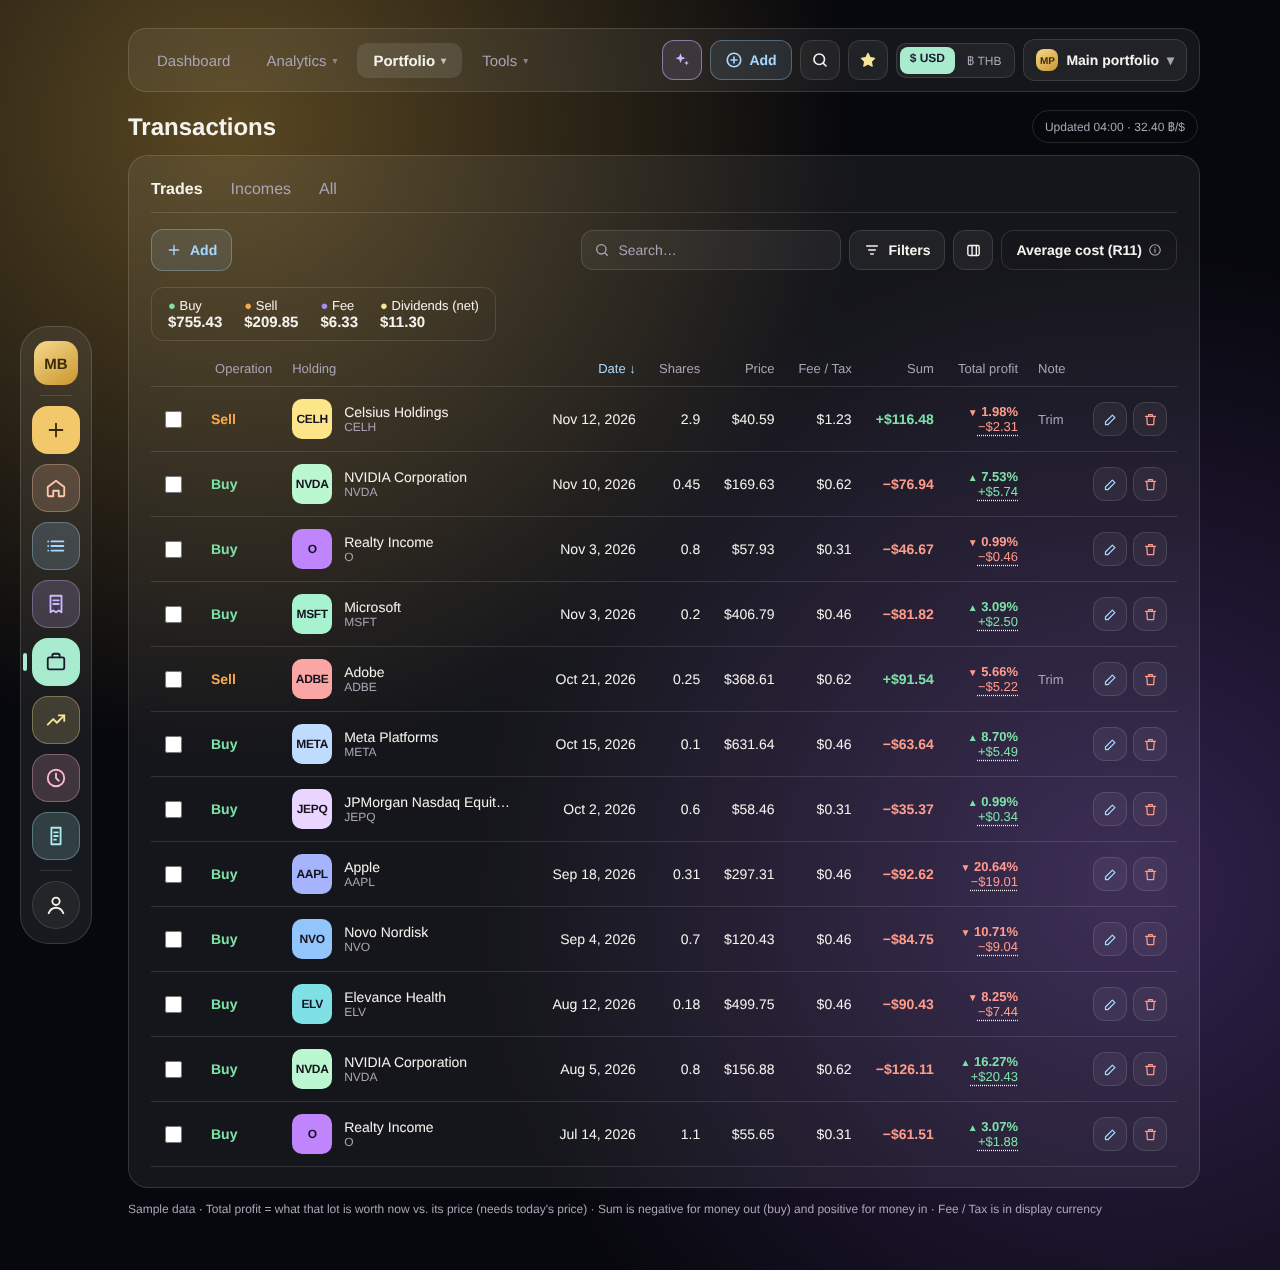 Dashboard Analytics ▾ Portfolio ▾ Tools ▾ Add $ USD ฿ THB MP Main portfolio ▾
Transactions
Updated 04:00 · 32.40 ฿/$
Trades Incomes All
Add Search… Filters Average cost (R11)
Buy Sell Fee Dividends (net)
$755.43 $209.85 $6.33 $11.30
MB
Operation Holding Date ↓ Shares Price Fee / Tax Sum Total profit Note
Sell CELH Celsius Holdings Nov 12, 2026 2.9 $40.59 $1.23 +$116.48 ▼ 1.98% Trim
CELH −$2.31
Buy NVDA NVIDIA Corporation Nov 10, 2026 0.45 $169.63 $0.62 −$76.94 ▲ 7.53%
NVDA +$5.74
Buy O Realty Income Nov 3, 2026 0.8 $57.93 $0.31 −$46.67 ▼ 0.99%
O −$0.46
Buy MSFT Microsoft Nov 3, 2026 0.2 $406.79 $0.46 −$81.82 ▲ 3.09%
MSFT +$2.50
Sell ADBE Adobe Oct 21, 2026 0.25 $368.61 $0.62 +$91.54 ▼ 5.66% Trim
ADBE −$5.22
Buy META Meta Platforms Oct 15, 2026 0.1 $631.64 $0.46 −$63.64 ▲ 8.70%
META +$5.49
Buy JEPQ JPMorgan Nasdaq Equit… Oct 2, 2026 0.6 $58.46 $0.31 −$35.37 ▲ 0.99%
JEPQ +$0.34
Buy AAPL Apple Sep 18, 2026 0.31 $297.31 $0.46 −$92.62 ▼ 20.64%
AAPL −$19.01
Buy NVO Novo Nordisk Sep 4, 2026 0.7 $120.43 $0.46 −$84.75 ▼ 10.71%
NVO −$9.04
Buy ELV Elevance Health Aug 12, 2026 0.18 $499.75 $0.46 −$90.43 ▼ 8.25%
ELV −$7.44
Buy NVDA NVIDIA Corporation Aug 5, 2026 0.8 $156.88 $0.62 −$126.11 ▲ 16.27%
NVDA +$20.43
Buy O Realty Income Jul 14, 2026 1.1 $55.65 $0.31 −$61.51 ▲ 3.07%
O +$1.88
Sample data · Total profit = what that lot is worth now vs. its price (needs today's price) · Sum is negative for money out (buy) and positive for money in · Fee / Tax is in display currency